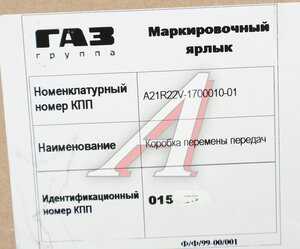 ГАЗ
группа
Маркировочный
ярлык
Номенклатурный
номер КПП
A21R22V-1700010-01
Наименование
Коробка перемены передач
Идентификационный
номер КПП
015
Ф/Ф/99-00/001